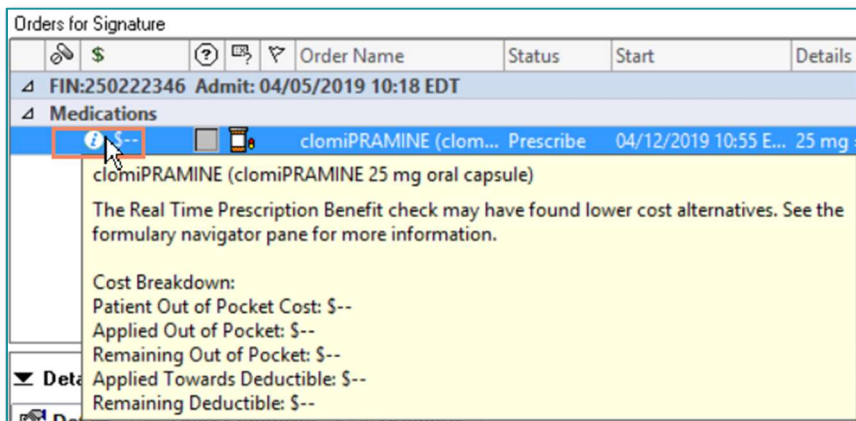 Orders for Signature
$ Order Name Status Start Details
FIN:250222346 Admit: 04/05/2019 10:18 EDT
Medications
$-- clomiPRAMINE (clom... Prescribe 04/12/2019 10:55 E... 25 mg
clomiPRAMINE (clomiPRAMINE 25 mg oral capsule)
The Real Time Prescription Benefit check may have found lower cost alternatives. See the
formulary navigator pane for more information.
Cost Breakdown:
Patient Out of Pocket Cost: $--
Applied Out of Pocket: $--
Remaining Out of Pocket: $--
Deta
Applied Towards Deductible: $--
Remaining Deductible: $--